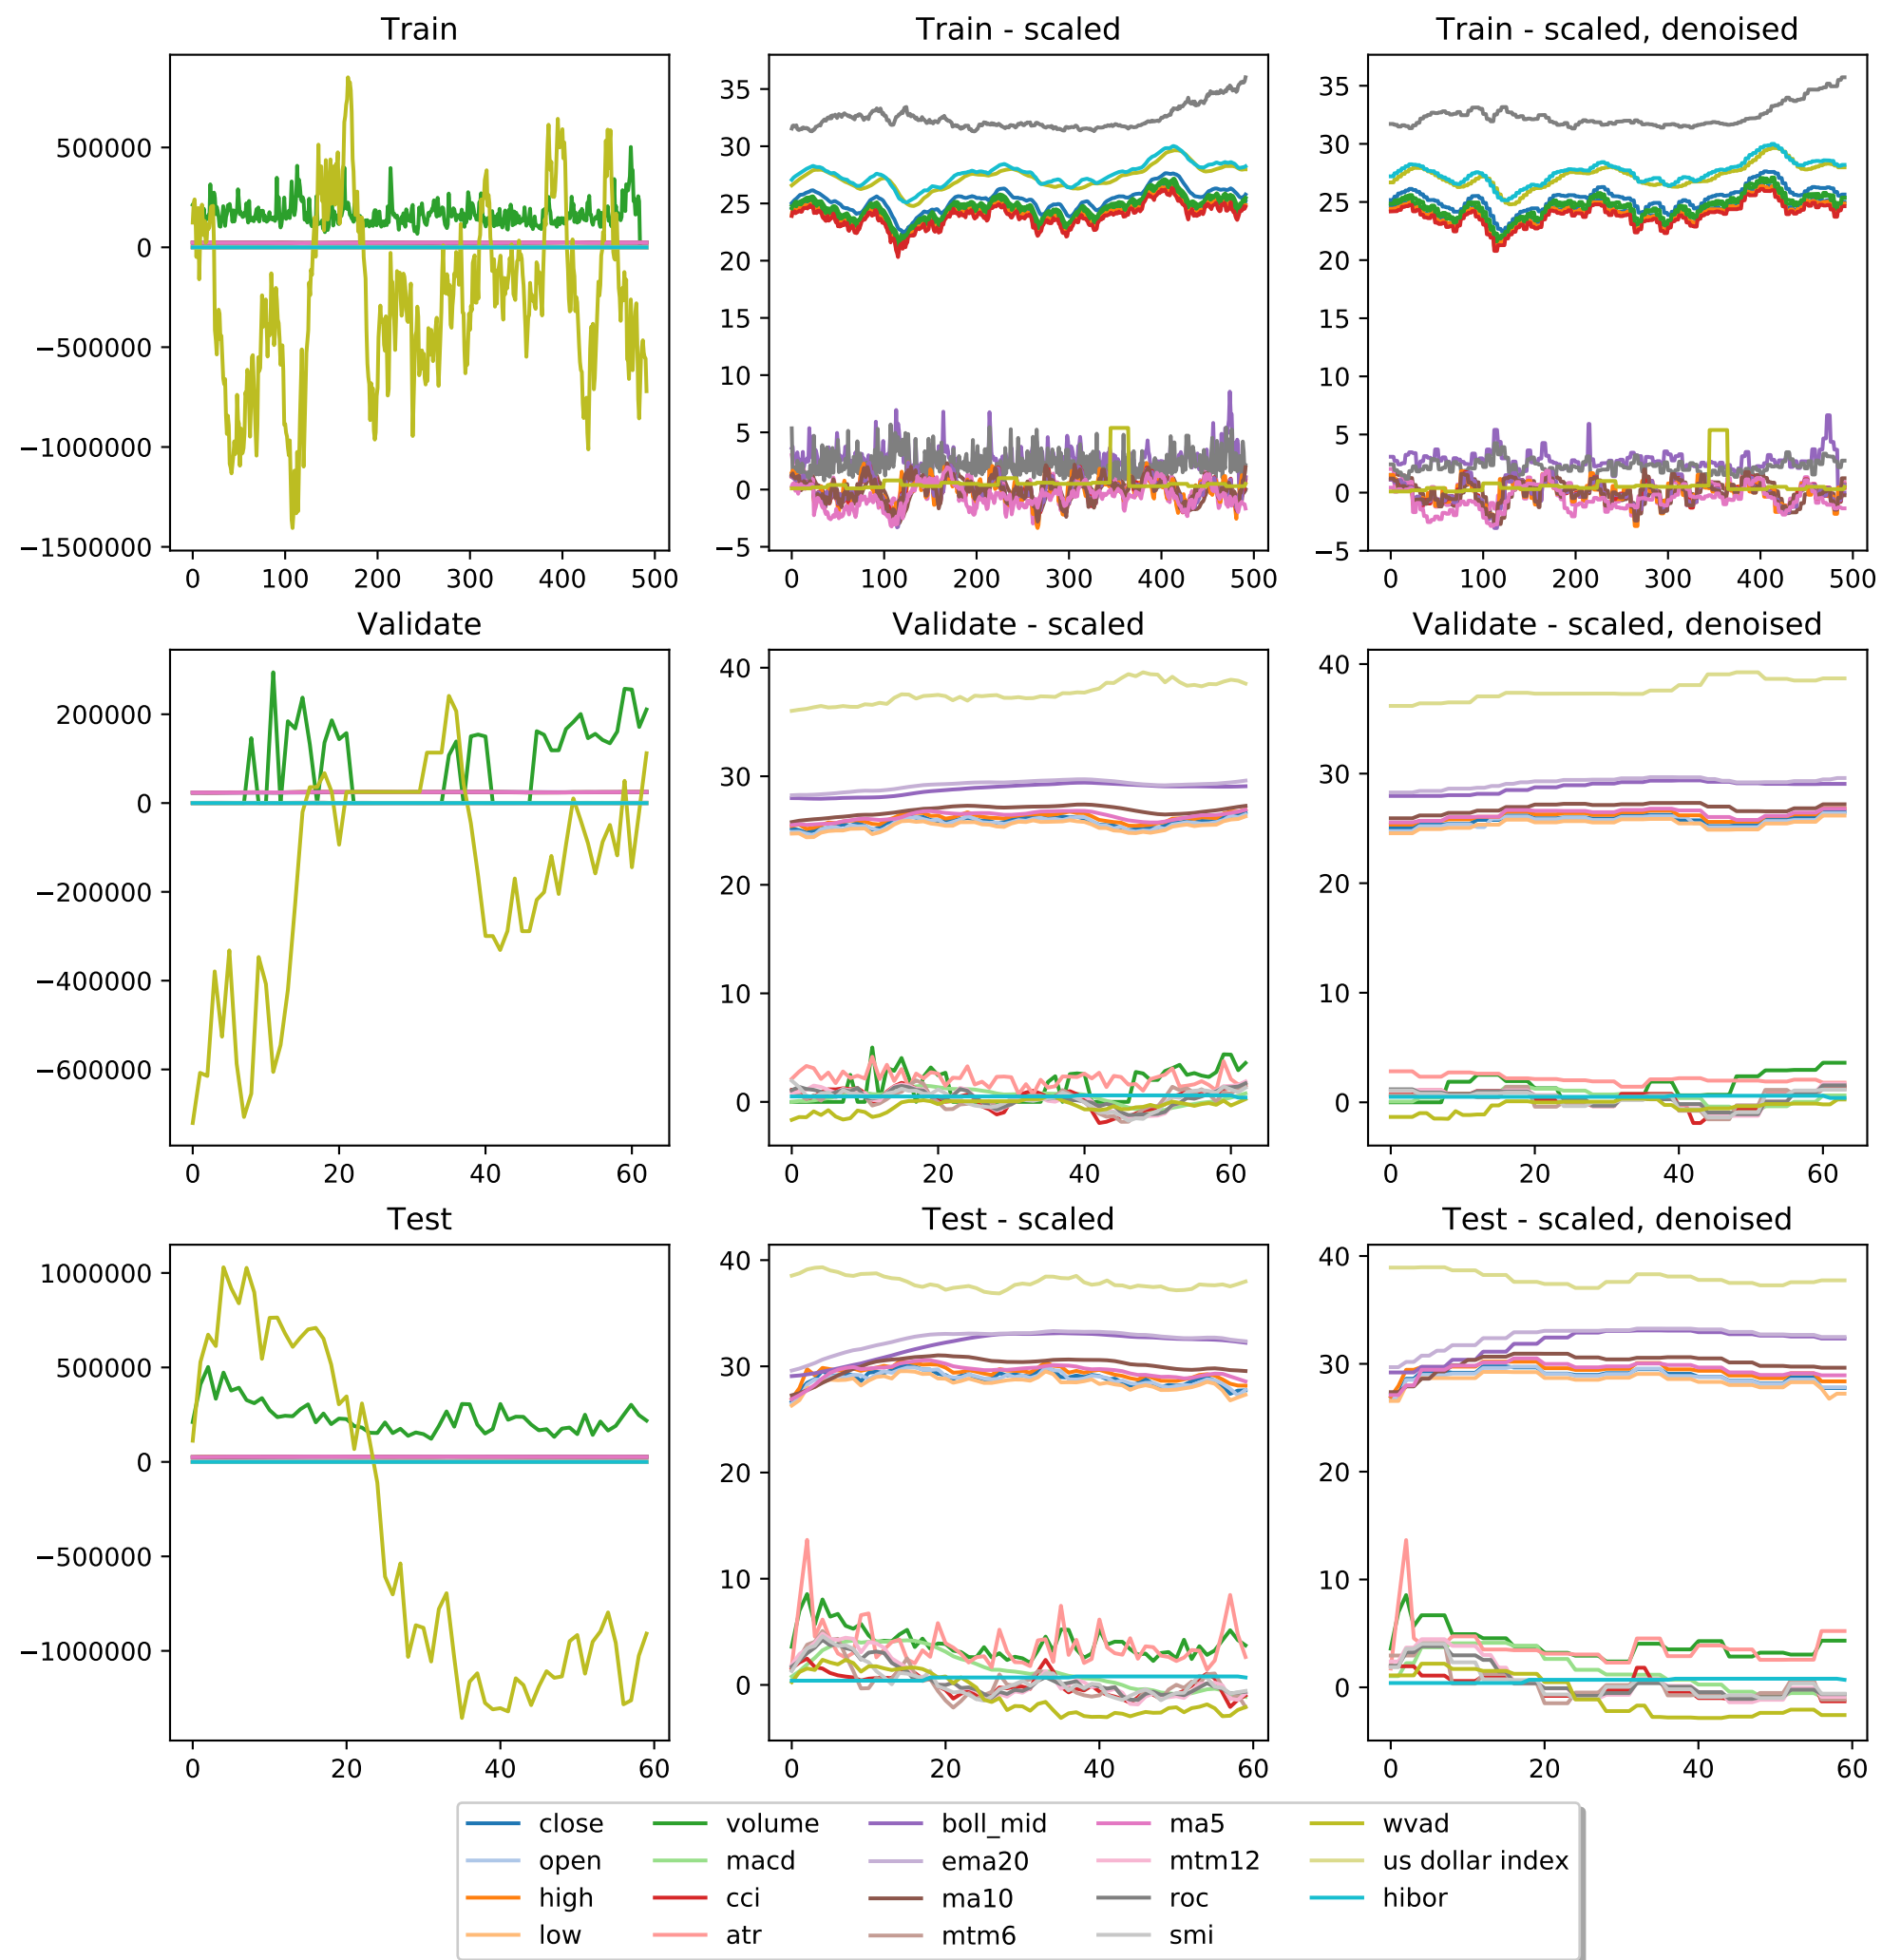 Train
Train - scaled
Train - scaled, denoised
500000
0
−500000
−1000000
−1500000
0 100 200 300 400 500
35
30
25
20
15
10
5
0
−5
0 100 200 300 400 500
35
30
25
20
15
10
5
0
−5
0 100 200 300 400 500
Validate
Validate - scaled
Validate - scaled, denoised
200000
0
−200000
−400000
−600000
0 20 40 60
40
30
20
10
0
0 20 40 60
40
30
20
10
0
0 20 40 60
Test
Test - scaled
Test - scaled, denoised
1000000
500000
0
−500000
−1000000
0 20 40 60
40
30
20
10
0
0 20 40 60
40
30
20
10
0
0 20 40 60
close
open
high
low
volume
macd
cci
atr
boll_mid
ema20
ma10
mtm6
ma5
mtm12
roc
smi
wvad
us dollar index
hibor